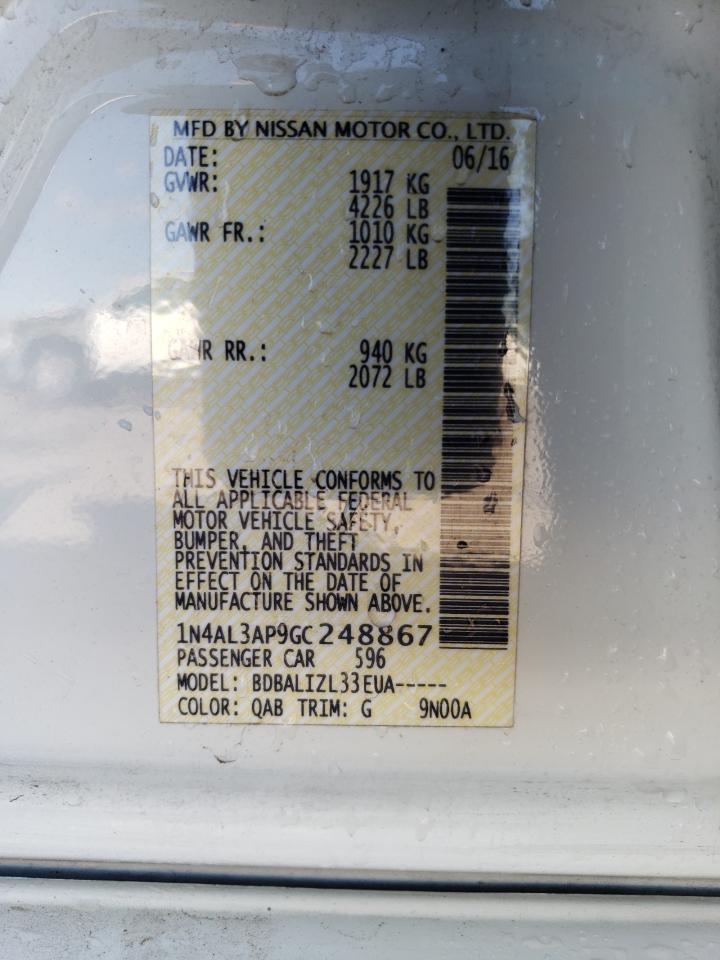 MFD BY NISSAN MOTOR CO., LTD.
DATE: 06/16
GVWR: 1917 KG
4226 LB
GAWR FR.: 1010 KG
2227 LB
GAWR RR.: 940 KG
2072 LB
THIS VEHICLE CONFORMS TO
ALL APPLICABLE FEDERAL
MOTOR VEHICLE SAFETY,
BUMPER, AND THEFT
PREVENTION STANDARDS IN
EFFECT ON THE DATE OF
MANUFACTURE SHOWN ABOVE.
1N4AL3AP9GC248867
PASSENGER CAR 596
MODEL: BDBALIZL33EUA-----
COLOR: QAB TRIM: G 9N00A